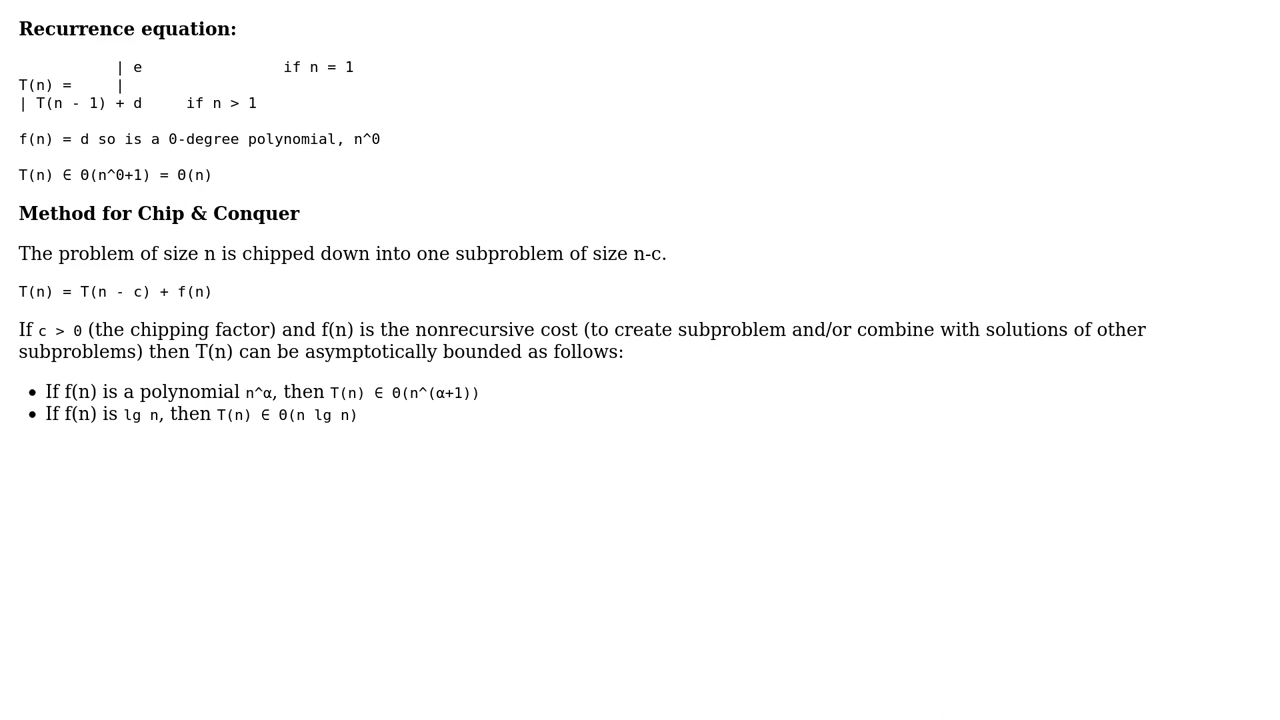 Recurrence equation:
           | e                if n = 1
T(n) =     |
| T(n - 1) + d     if n > 1
f(n) = d so is a 0-degree polynomial, n^0
T(n) ∈ θ(n^0+1) = θ(n)
Method for Chip & Conquer
The problem of size n is chipped down into one subproblem of size n-c.
T(n) = T(n - c) + f(n)
If c > 0 (the chipping factor) and f(n) is the nonrecursive cost (to create subproblem and/or combine with solutions of other
subproblems) then T(n) can be asymptotically bounded as follows:
• If f(n) is a polynomial n^α, then T(n) ∈ θ(n^(α+1))
• If f(n) is lg n, then T(n) ∈ θ(n lg n)